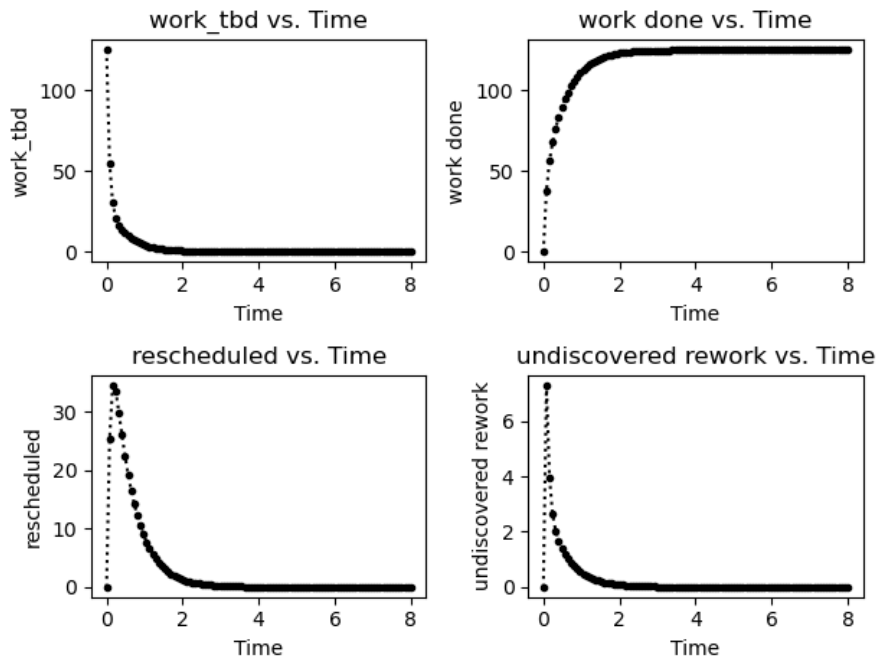 work_tbd vs. Time
work done vs. Time
work_tbd
100
50
0
0 2 4 6 8
Time
work done
100
50
0
0 2 4 6 8
Time
rescheduled vs. Time
undiscovered rework vs. Time
rescheduled
30
20
10
0
0 2 4 6 8
Time
undiscovered rework
6
4
2
0
0 2 4 6 8
Time